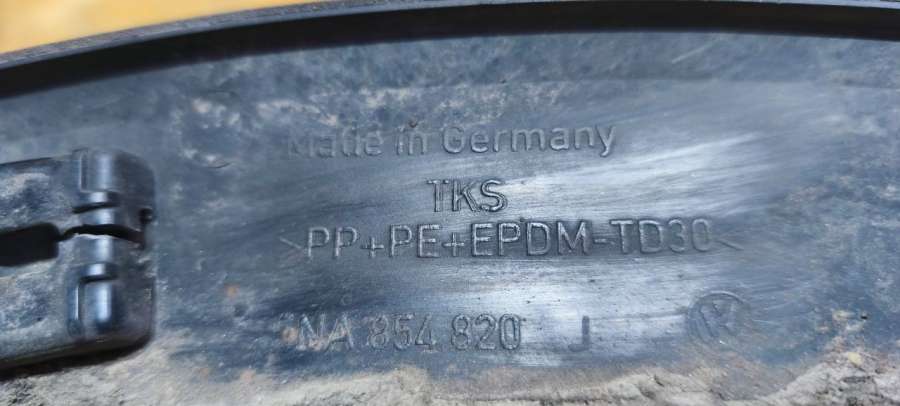 Made in Germany
TKS
>PP+PE+EPDM-TD30<
NA 854 820 J